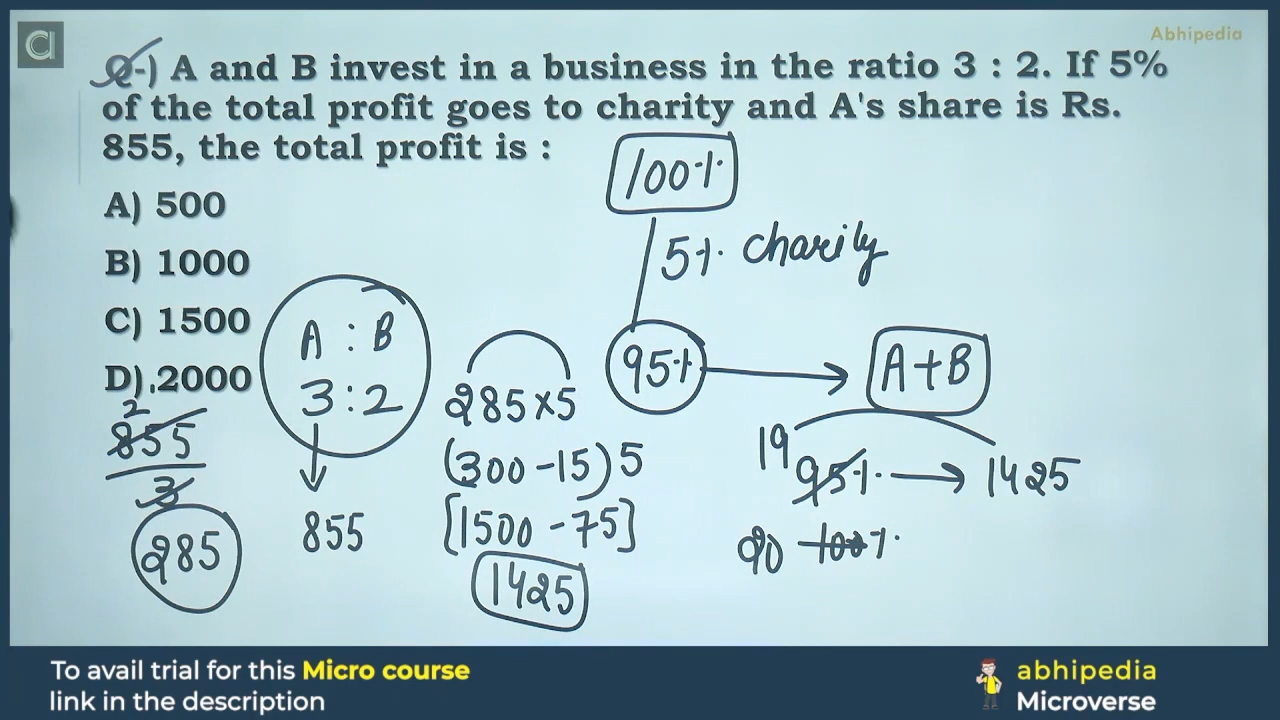 Abhipedia
Q-) A and B invest in a business in the ratio 3 : 2. If 5%
of the total profit goes to charity and A's share is Rs.
855, the total profit is :
A) 500
B) 1000
C) 1500
D) 2000
100%
5% charity
95% → A+B
A : B
3 : 2
855
2
855
3
285
285×5
(300-15)5
[1500-75]
1425
19
95% → 1425
20 100%
To avail trial for this Micro course
link in the description
abhipedia
Microverse